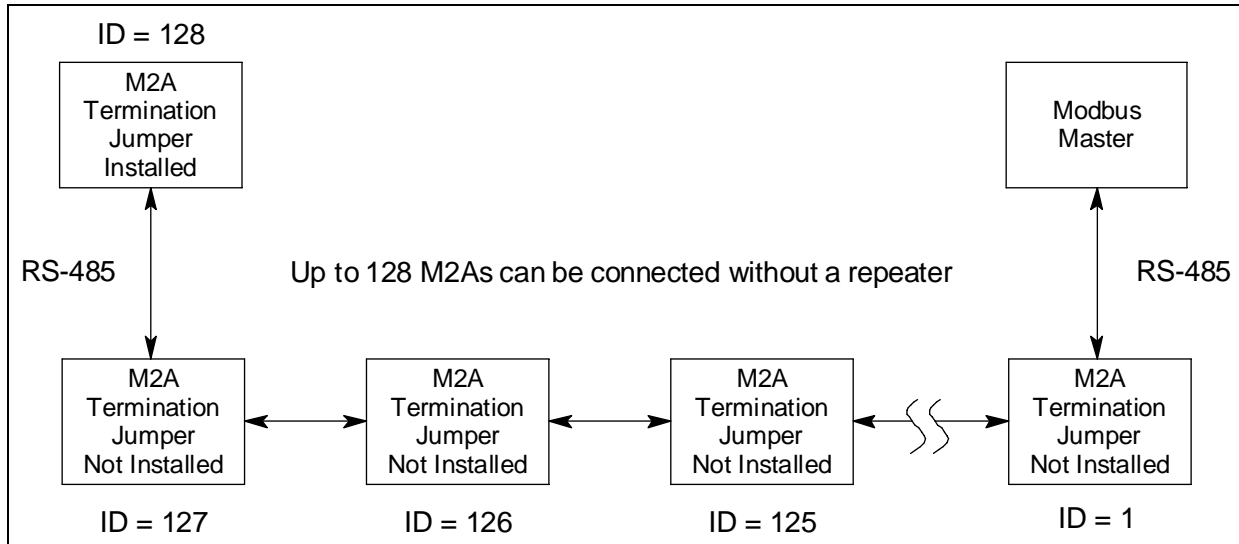 ID = 128
M2A
Termination
Jumper
Installed
Modbus
Master
RS-485
Up to 128 M2As can be connected without a repeater
RS-485
M2A
Termination
Jumper
Not Installed
M2A
Termination
Jumper
Not Installed
M2A
Termination
Jumper
Not Installed
M2A
Termination
Jumper
Not Installed
ID = 127
ID = 126
ID = 125
ID = 1